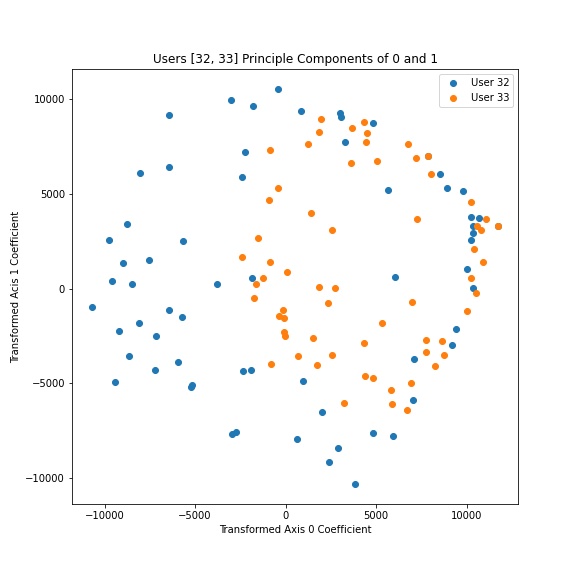 Users [32, 33] Principle Components of 0 and 1
User 32
User 33
10000
5000
0
−5000
−10000
Transformed Acis 1 Coefficient
−10000 −5000 0 5000 10000
Transformed Axis 0 Coefficient